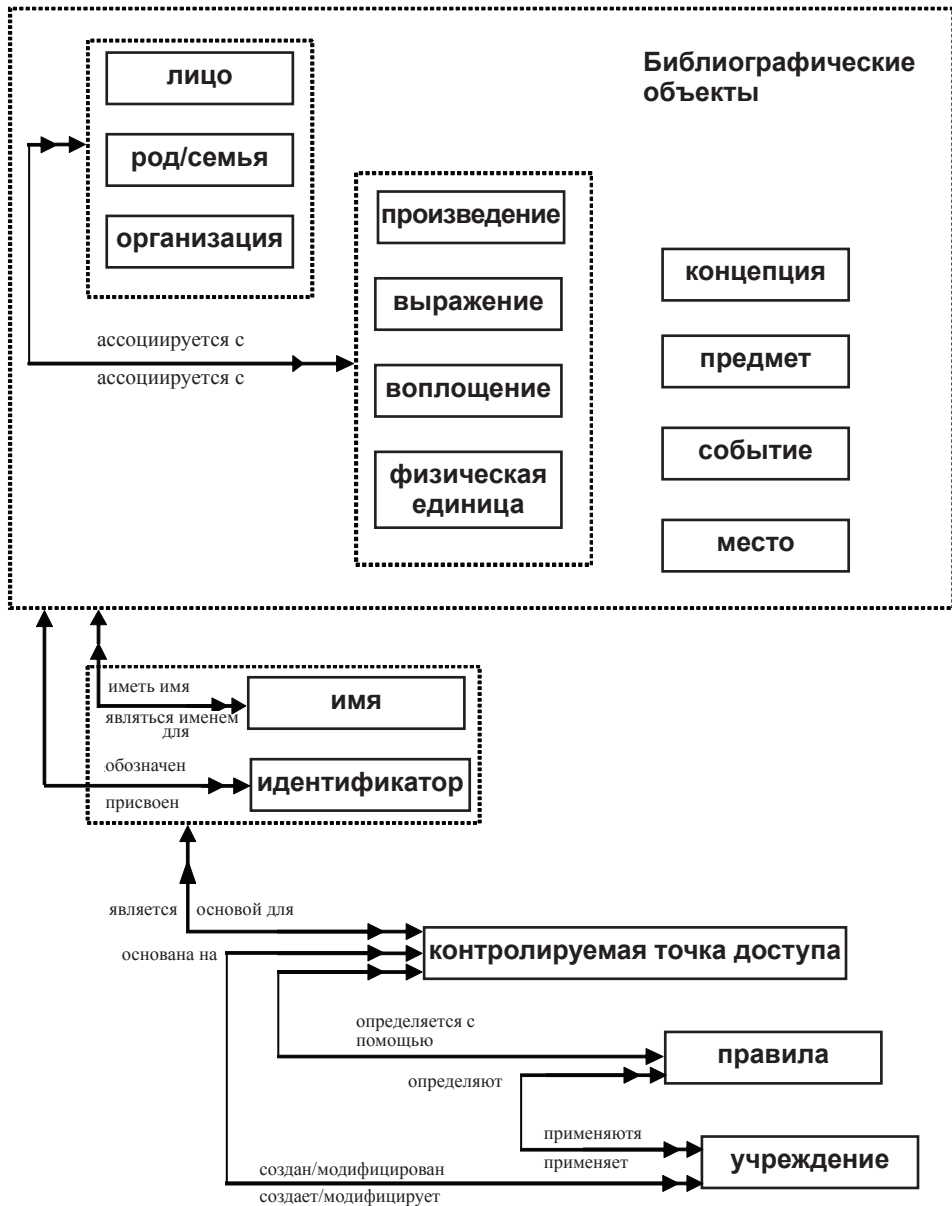 Библиографические
объекты
лицо
род/семья
организация
произведение
выражение
воплощение
физическая
единица
концепция
предмет
событие
место
ассоциируется с
ассоциируется с
иметь имя
являться именем
для
имя
обозначен
присвоен
идентификатор
является основой для
основана на
контролируемая точка доступа
определяется с
помощью
правила
определяют
применяютя
применяет
учреждение
создан/модифицирован
создает/модифицирует